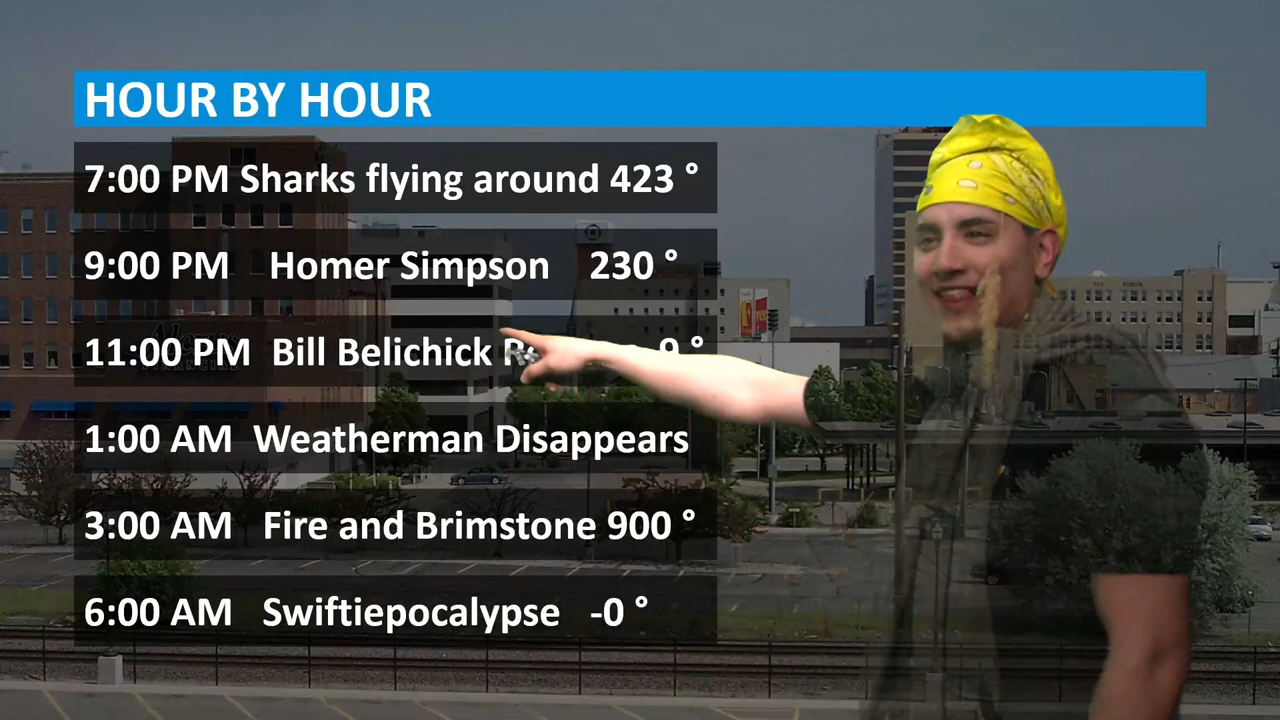 HOUR BY HOUR
7:00 PM Sharks flying around 423 °
9:00 PM Homer Simpson 230 °
11:00 PM Bill Belichick 9 °
1:00 AM Weatherman Disappears
3:00 AM Fire and Brimstone 900 °
6:00 AM Swiftiepocalypse -0 °